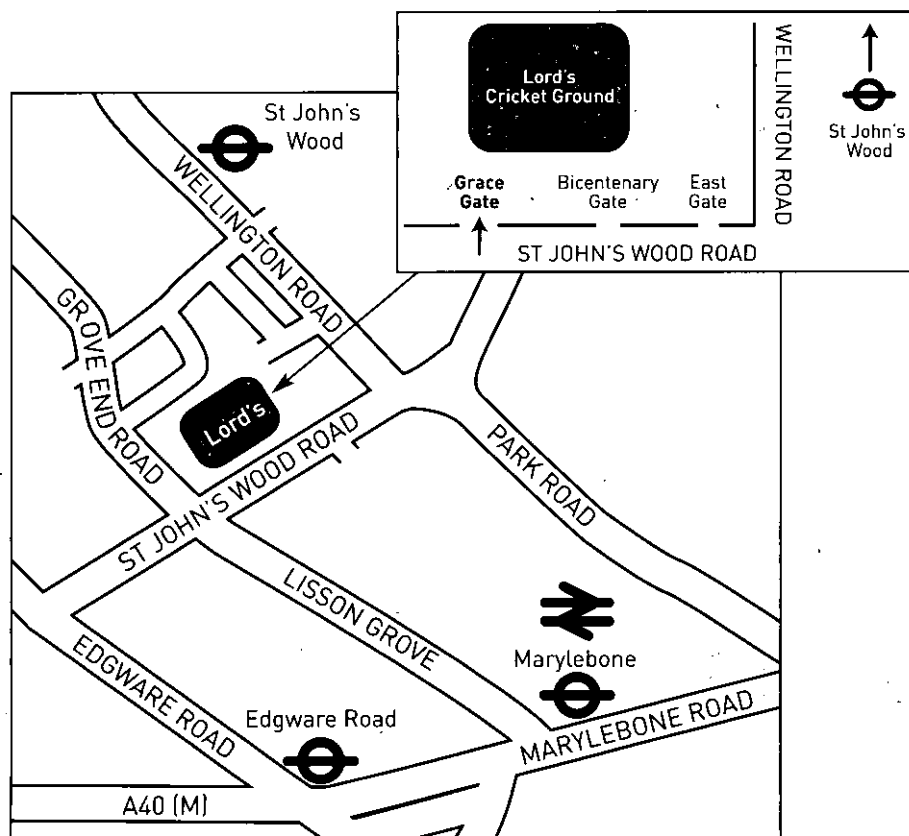 Lord's
Cricket Ground
WELLINGTON ROAD
St John's
Wood
Grace
Gate
Bicentenary
Gate
East
Gate
ST JOHN'S WOOD ROAD
St John's
Wood
WELLINGTON ROAD
GROVE END ROAD
Lord's
ST JOHN'S WOOD ROAD
PARK ROAD
LISSON GROVE
Marylebone
EDGWARE ROAD
Edgware Road
MARYLEBONE ROAD
A40 (M)